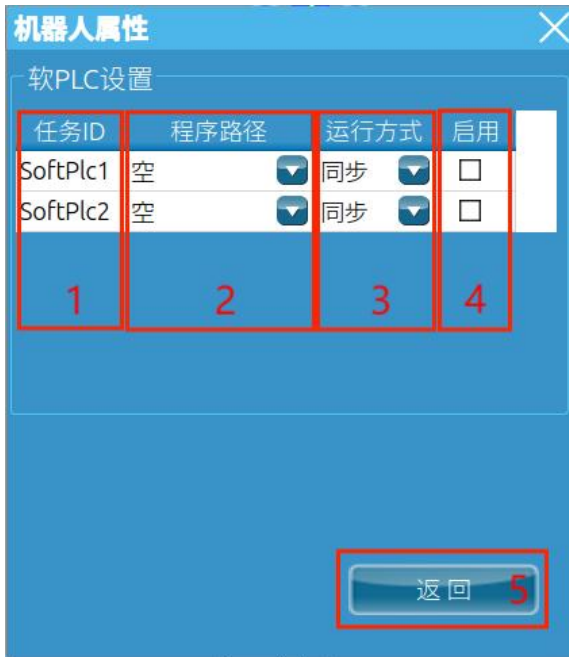 机器人属性
软PLC设置
任务ID 程序路径 运行方式 启用
SoftPlc1 空 同步
SoftPlc2 空 同步
1 2 3 4
返回 5